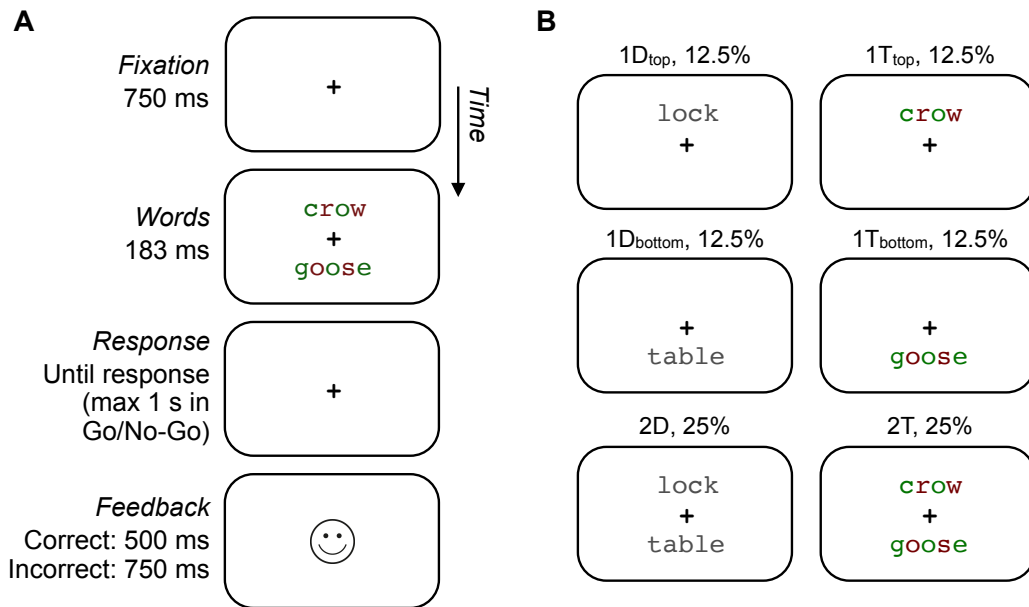 A
Fixation
750 ms
+
Time
Words
183 ms
crow
+
goose
Response
Until response
(max 1 s in
Go/No-Go)
+
Feedback
Correct: 500 ms
Incorrect: 750 ms
B
1Dtop, 12.5%
lock
+
1Ttop, 12.5%
crow
+
1Dbottom, 12.5%
+
table
1Tbottom, 12.5%
+
goose
2D, 25%
lock
+
table
2T, 25%
crow
+
goose